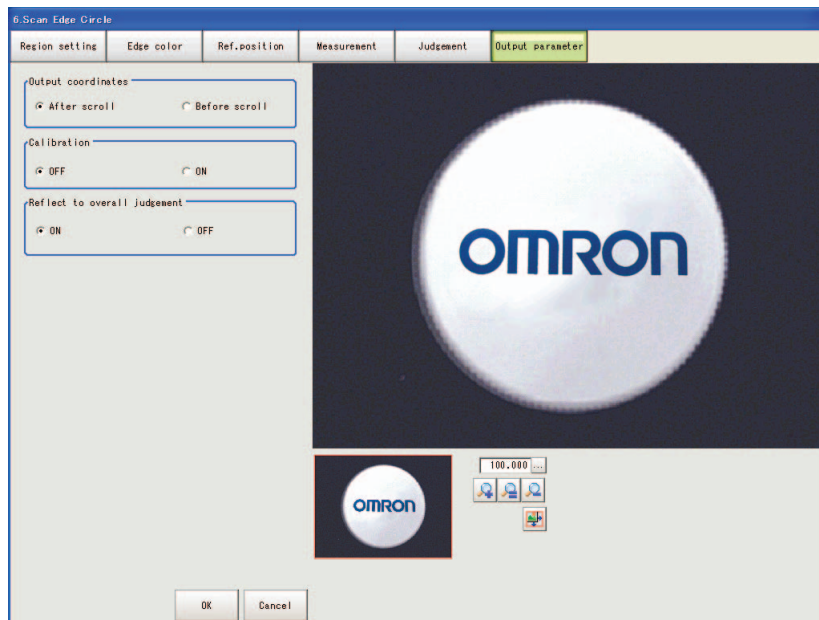 6.Scan Edge Circle
Region setting Edge color Ref.position Measurement Judgement Output parameter
Output coordinates
After scroll Before scroll
Calibration
OFF ON
Reflect to overall judgement
ON OFF
OMRON
100.000 ...
OMRON
OK Cancel